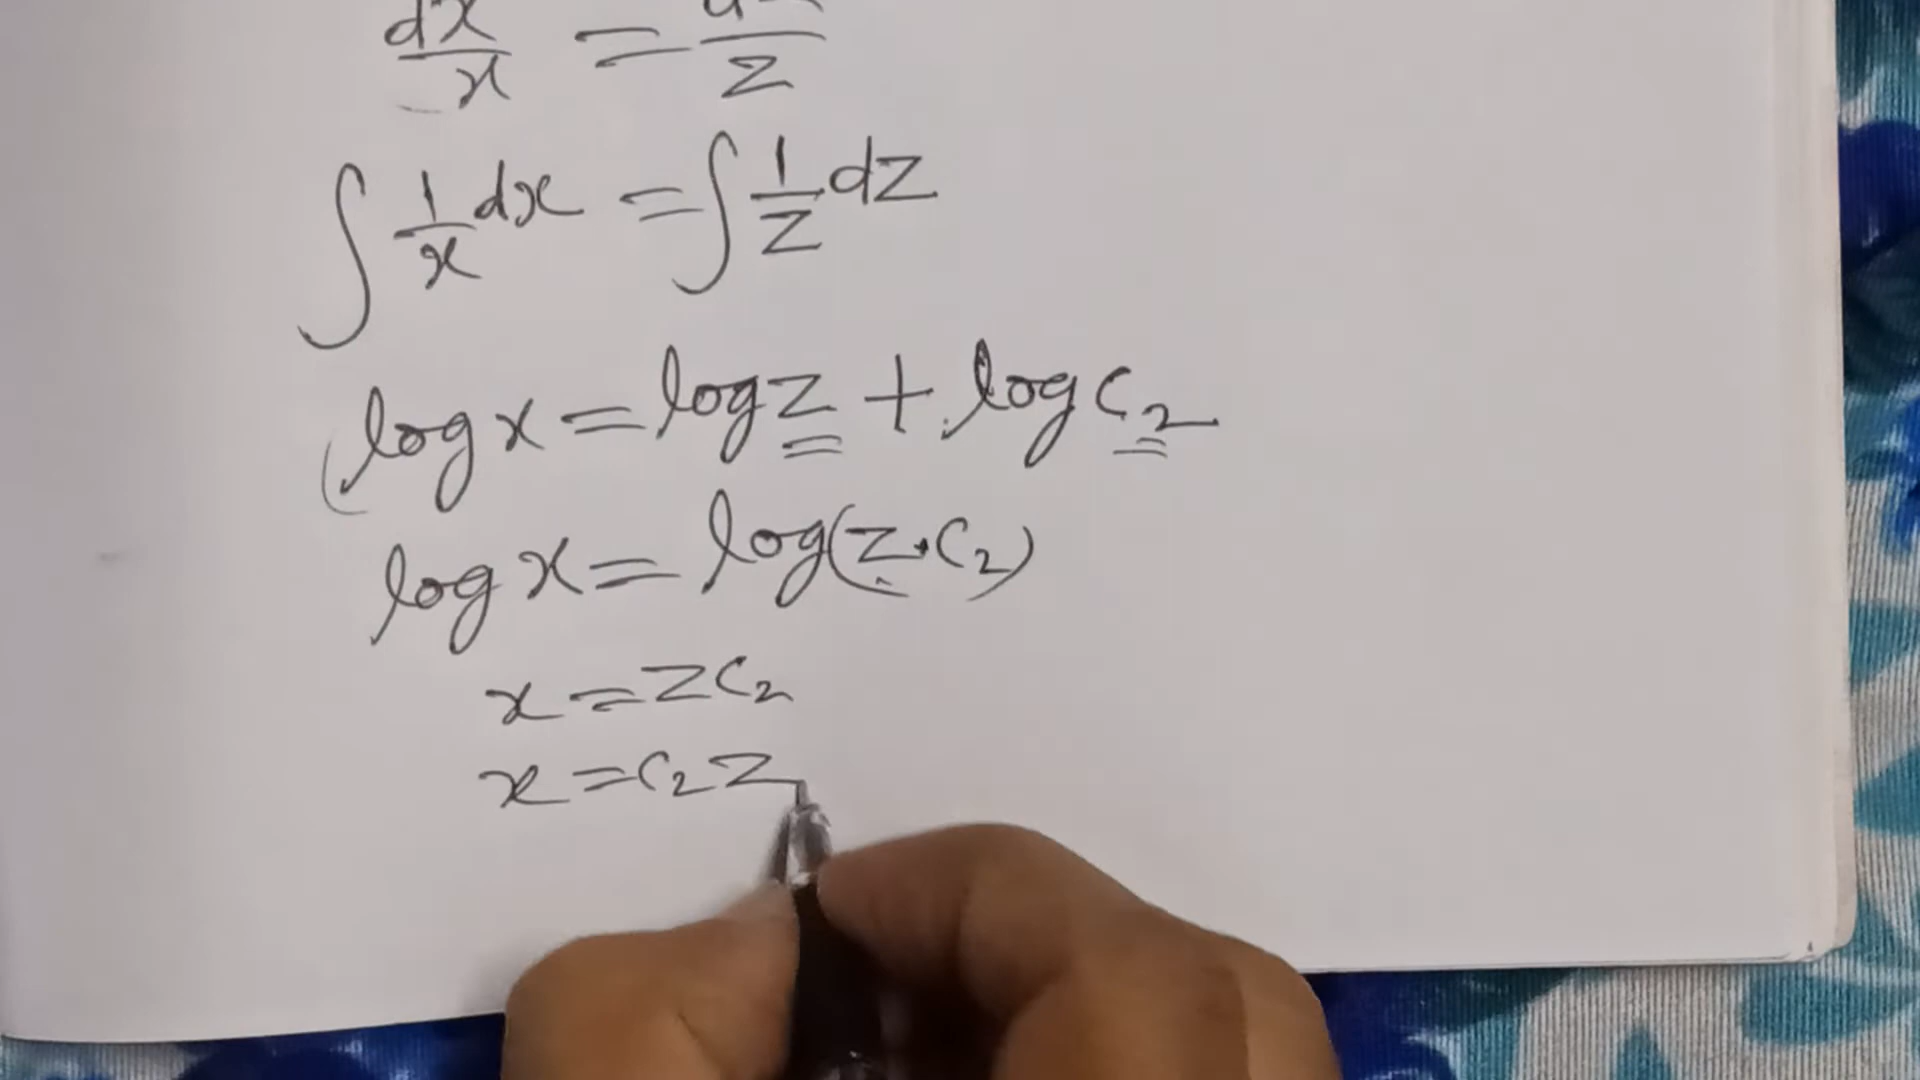 dx/x = dz/z
∫ 1/x dx = ∫ 1/z dz
log x = log z + log c₂
log x = log(z·c₂)
x = zc₂
x = c₂z